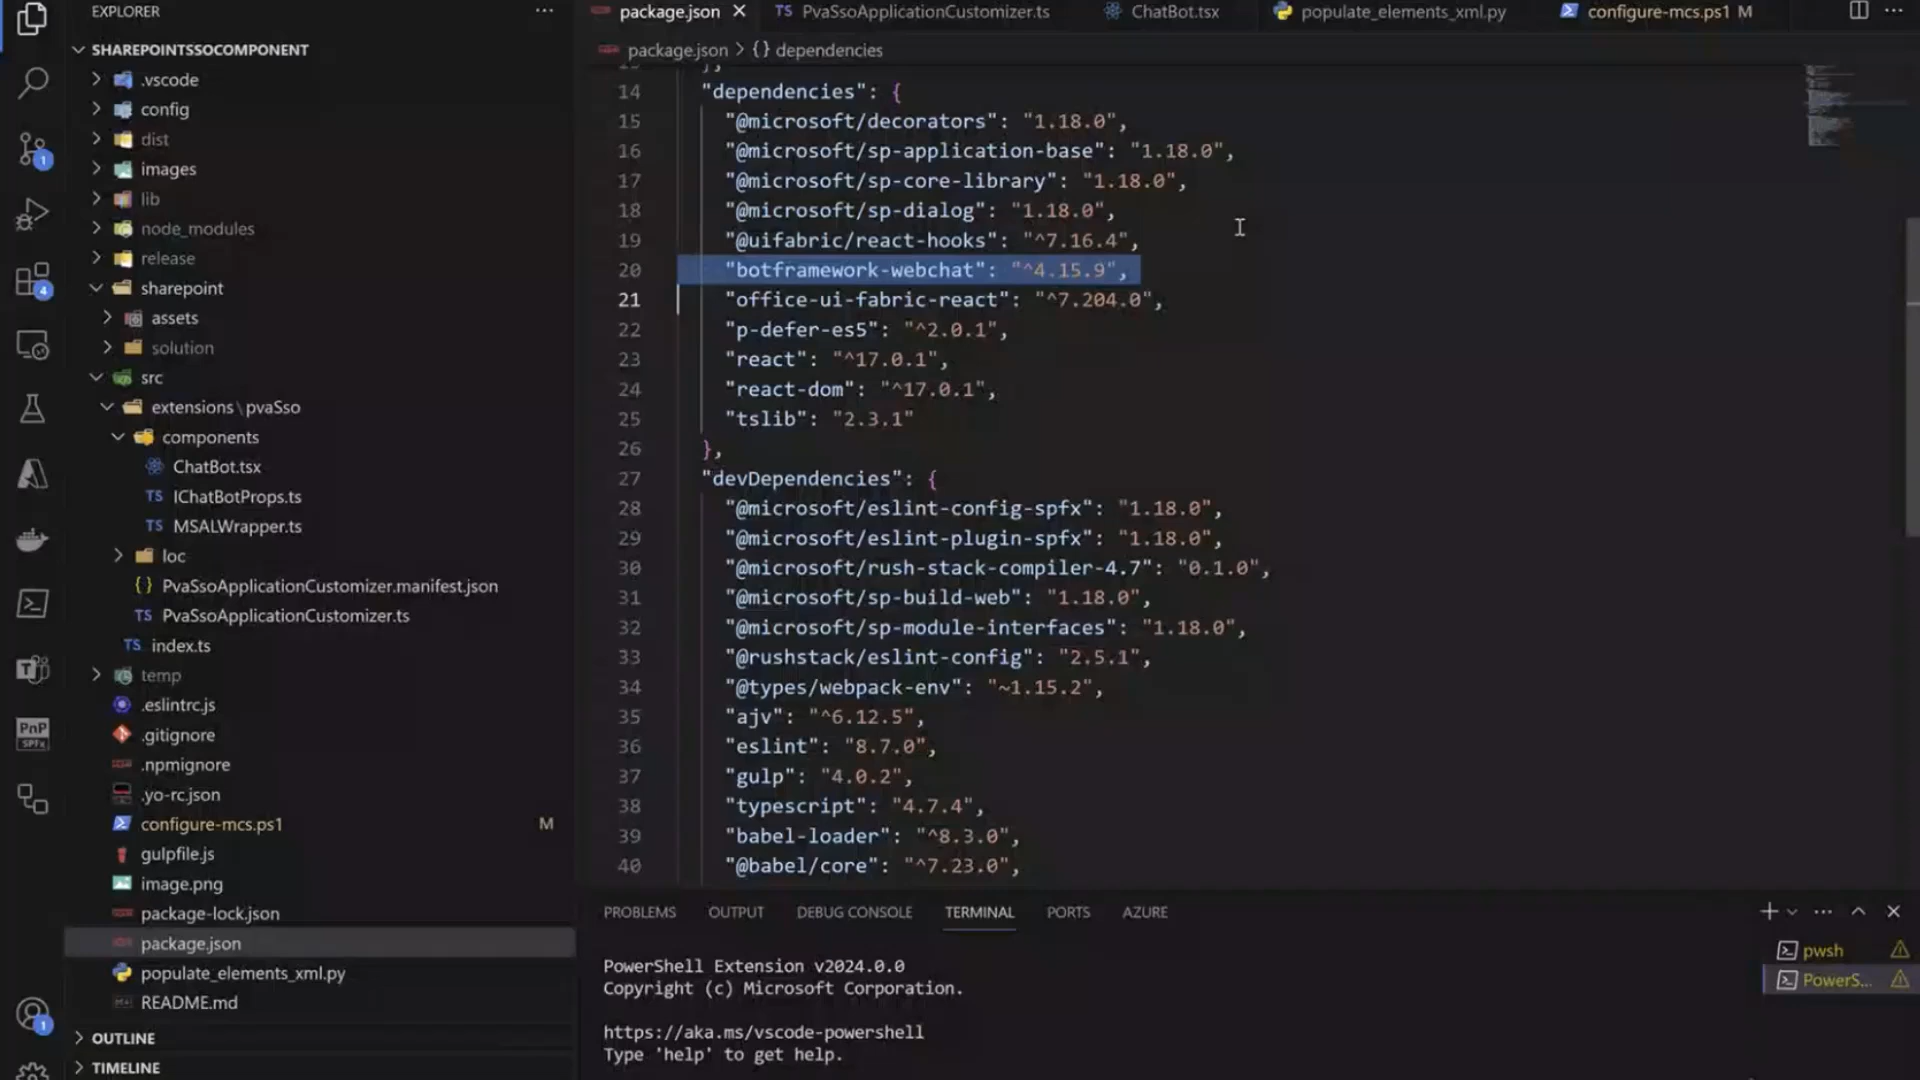 EXPLORER
SHAREPOINTSSOCOMPONENT
.vscode
config
dist
images
lib
node_modules
release
sharepoint
assets
solution
src
extensions\pvaSso
components
ChatBot.tsx
IChatBotProps.ts
MSALWrapper.ts
loc
PvaSsoApplicationCustomizer.manifest.json
PvaSsoApplicationCustomizer.ts
index.ts
temp
.eslintrc.js
.gitignore
.npmignore
.yo-rc.json
configure-mcs.ps1 M
gulpfile.js
image.png
package-lock.json
package.json
populate_elements_xml.py
README.md
OUTLINE
TIMELINE
1
4
PnP
SPFx
1
package.json
TS PvaSsoApplicationCustomizer.ts
ChatBot.tsx
populate_elements_xml.py
configure-mcs.ps1 M
package.json > {} dependencies
14 "dependencies": {
15 "@microsoft/decorators": "1.18.0",
16 "@microsoft/sp-application-base": "1.18.0",
17 "@microsoft/sp-core-library": "1.18.0",
18 "@microsoft/sp-dialog": "1.18.0",
19 "@uifabric/react-hooks": "^7.16.4",
20 "botframework-webchat": "^4.15.9",
21 "office-ui-fabric-react": "^7.204.0",
22 "p-defer-es5": "^2.0.1",
23 "react": "^17.0.1",
24 "react-dom": "^17.0.1",
25 "tslib": "2.3.1"
26 },
27 "devDependencies": {
28 "@microsoft/eslint-config-spfx": "1.18.0",
29 "@microsoft/eslint-plugin-spfx": "1.18.0",
30 "@microsoft/rush-stack-compiler-4.7": "0.1.0",
31 "@microsoft/sp-build-web": "1.18.0",
32 "@microsoft/sp-module-interfaces": "1.18.0",
33 "@rushstack/eslint-config": "2.5.1",
34 "@types/webpack-env": "~1.15.2",
35 "ajv": "^6.12.5",
36 "eslint": "8.7.0",
37 "gulp": "4.0.2",
38 "typescript": "4.7.4",
39 "babel-loader": "^8.3.0",
40 "@babel/core": "^7.23.0",
PROBLEMS OUTPUT DEBUG CONSOLE TERMINAL PORTS AZURE
PowerShell Extension v2024.0.0
Copyright (c) Microsoft Corporation.
https://aka.ms/vscode-powershell
Type 'help' to get help.
pwsh
PowerS...